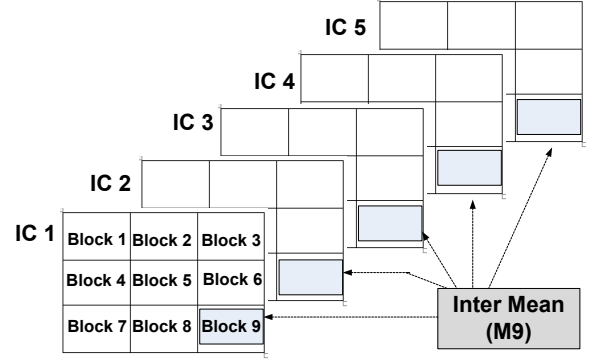 IC 5
IC 4
IC 3
IC 2
IC 1
Block 1 Block 2 Block 3
Block 4 Block 5 Block 6
Block 7 Block 8 Block 9
Inter Mean
(M9)